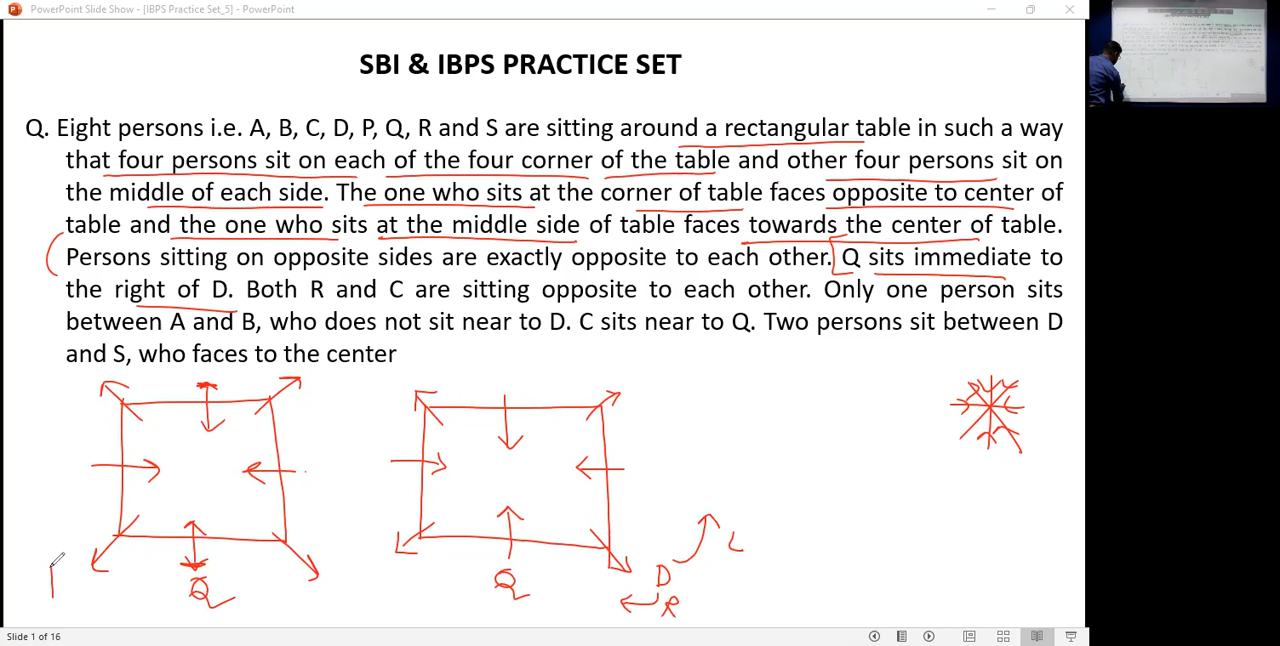 PowerPoint Slide Show - [IBPS Practice Set_5] - PowerPoint
SBI & IBPS PRACTICE SET
Q. Eight persons i.e. A, B, C, D, P, Q, R and S are sitting around a rectangular table in such a way
that four persons sit on each of the four corner of the table and other four persons sit on
the middle of each side. The one who sits at the corner of table faces opposite to center of
table and the one who sits at the middle side of table faces towards the center of table.
Persons sitting on opposite sides are exactly opposite to each other. Q sits immediate to
the right of D. Both R and C are sitting opposite to each other. Only one person sits
between A and B, who does not sit near to D. C sits near to Q. Two persons sit between D
and S, who faces to the center
L
Q
Q
D
R
Slide 1 of 16